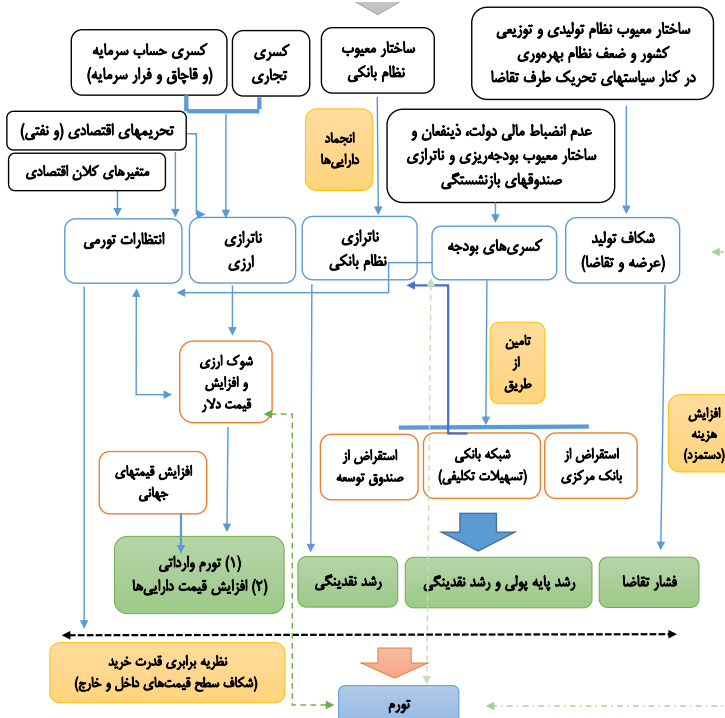 ساختار معیوب نظام تولیدی و توزیعی
کشور و ضعف نظام بهره‌وری
در کنار سیاستهای تحریک طرف تقاضا
ساختار معیوب
نظام بانکی
کسری
تجاری
کسری حساب سرمایه
(و قاچاق و فرار سرمایه)
تحریمهای اقتصادی (و نفتی)
متغیرهای کلان اقتصادی
انجماد
دارایی‌ها
عدم انضباط مالی دولت، ذینفعان و
ساختار معیوب بودجه‌ریزی و ناترازی
صندوقهای بازنشستگی
شکاف تولید
(عرضه و تقاضا)
کسری‌های بودجه
ناترازی
نظام بانکی
ناترازی
ارزی
انتظارات تورمی
تامین
از
طریق
شوک ارزی
و افزایش
قیمت دلار
افزایش
هزینه
(دستمزد)
استقراض از
بانک مرکزی
شبکه بانکی
(تسهیلات تکلیفی)
استقراض از
صندوق توسعه
افزایش قیمتهای
جهانی
فشار تقاضا
رشد پایه پولی و رشد نقدینگی
رشد نقدینگی
(۱) تورم وارداتی
(۲) افزایش قیمت دارایی‌ها
نظریه برابری قدرت خرید
(شکاف سطح قیمت‌های داخل و خارج)
تورم